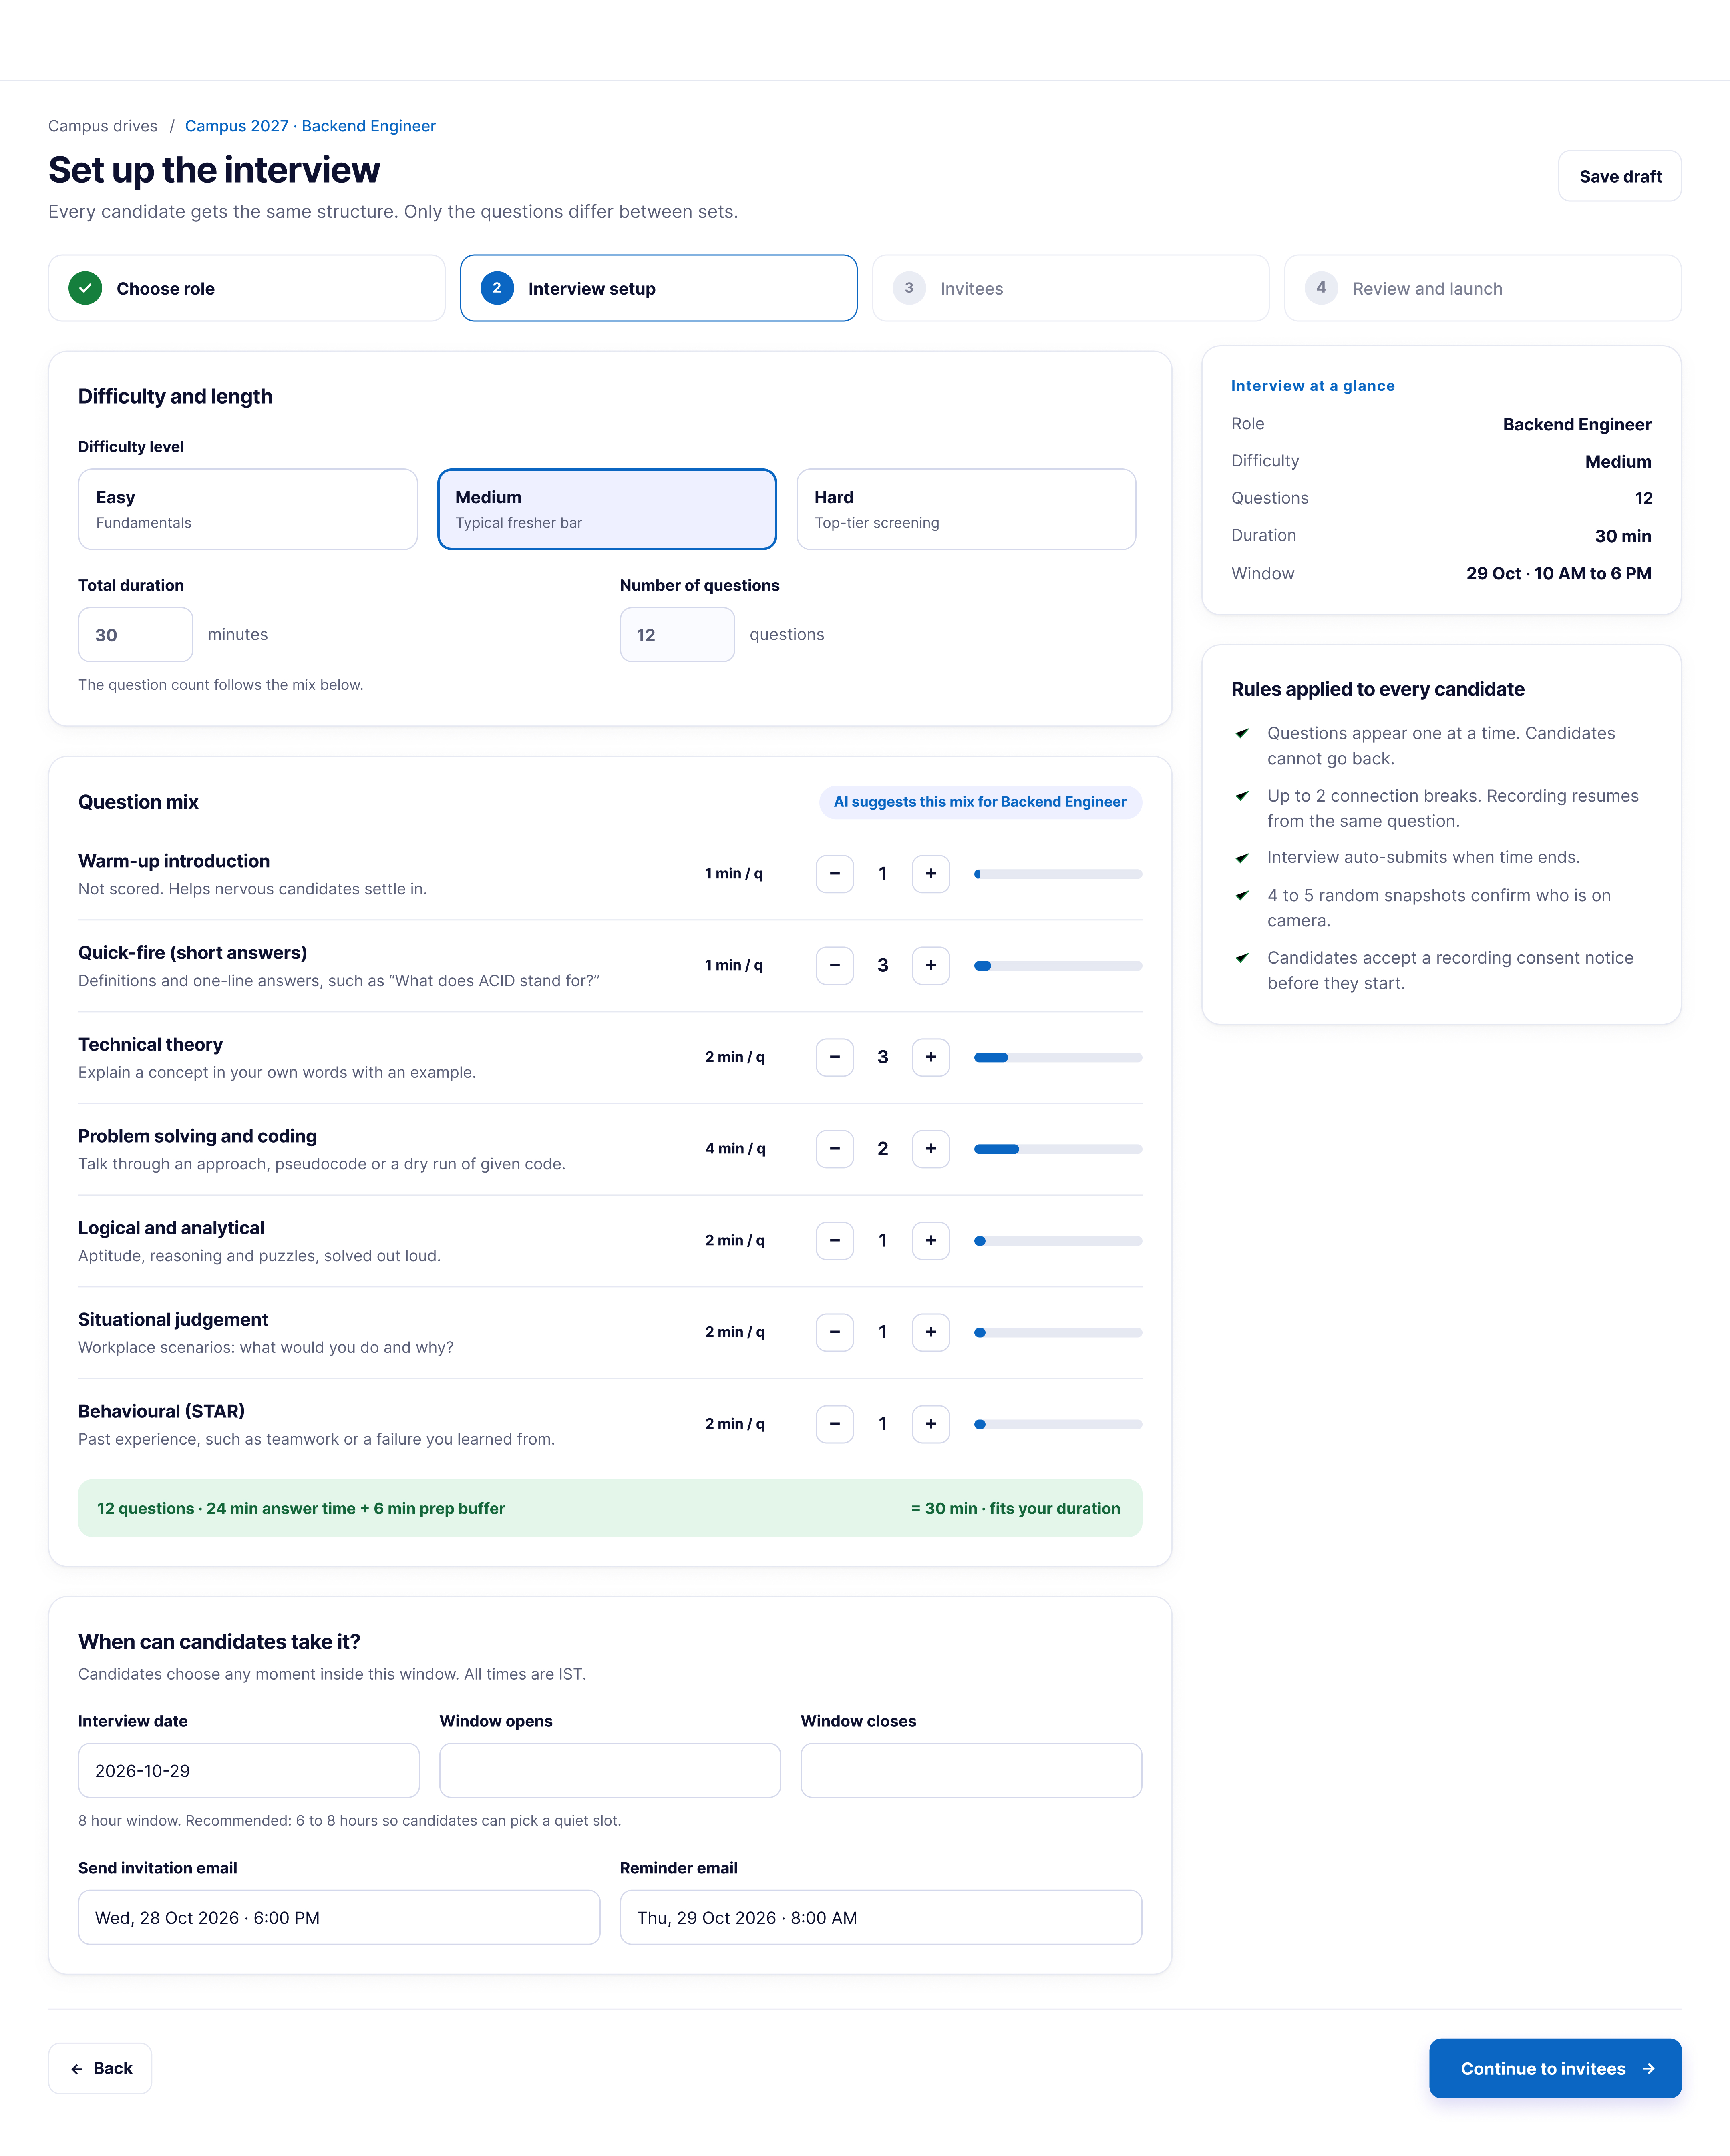 Campus drives / Campus 2027 · Backend Engineer
Set up the interview
Save draft
Every candidate gets the same structure. Only the questions differ between sets.
Choose role
2 Interview setup
3 Invitees
4 Review and launch
Difficulty and length
Difficulty level
Easy
Fundamentals
Medium
Typical fresher bar
Hard
Top-tier screening
Total duration
30 minutes
Number of questions
12 questions
The question count follows the mix below.
Question mix
AI suggests this mix for Backend Engineer
Warm-up introduction
Not scored. Helps nervous candidates settle in.
1 min / q − 1 +
Quick-fire (short answers)
Definitions and one-line answers, such as “What does ACID stand for?”
1 min / q − 3 +
Technical theory
Explain a concept in your own words with an example.
2 min / q − 3 +
Problem solving and coding
Talk through an approach, pseudocode or a dry run of given code.
4 min / q − 2 +
Logical and analytical
Aptitude, reasoning and puzzles, solved out loud.
2 min / q − 1 +
Situational judgement
Workplace scenarios: what would you do and why?
2 min / q − 1 +
Behavioural (STAR)
Past experience, such as teamwork or a failure you learned from.
2 min / q − 1 +
12 questions · 24 min answer time + 6 min prep buffer
= 30 min · fits your duration
When can candidates take it?
Candidates choose any moment inside this window. All times are IST.
Interview date
2026-10-29
Window opens
Window closes
8 hour window. Recommended: 6 to 8 hours so candidates can pick a quiet slot.
Send invitation email
Wed, 28 Oct 2026 · 6:00 PM
Reminder email
Thu, 29 Oct 2026 · 8:00 AM
Interview at a glance
Role Backend Engineer
Difficulty Medium
Questions 12
Duration 30 min
Window 29 Oct · 10 AM to 6 PM
Rules applied to every candidate
Questions appear one at a time. Candidates
cannot go back.
Up to 2 connection breaks. Recording resumes
from the same question.
Interview auto-submits when time ends.
4 to 5 random snapshots confirm who is on
camera.
Candidates accept a recording consent notice
before they start.
← Back
Continue to invitees →